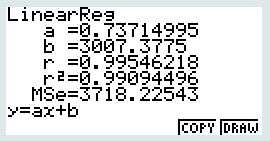 LinearReg
a =0.73714995
b =3007.3775
r =0.99546218
r²=0.99094496
MSe=3718.22543
y=ax+b
COPY DRAW